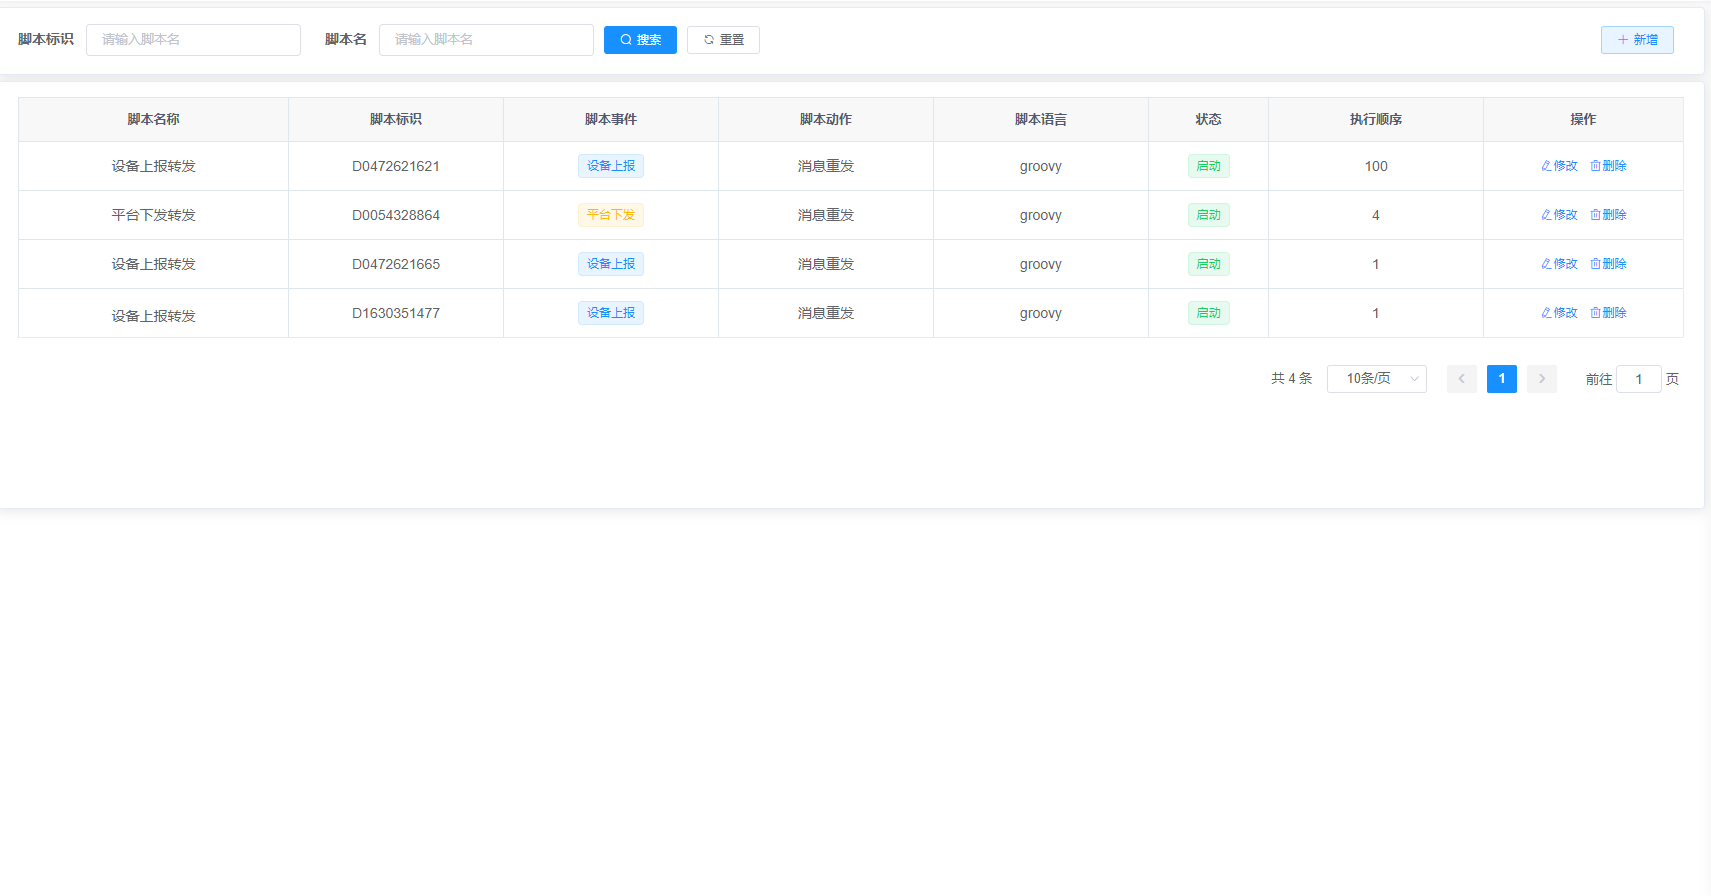 脚本标识 请输入脚本名 脚本名 请输入脚本名 搜索 重置 新增
脚本名称 脚本标识 脚本事件 脚本动作 脚本语言 状态 执行顺序 操作
设备上报转发 D0472621621 设备上报 消息重发 groovy 启动 100 修改 删除
平台下发转发 D0054328864 平台下发 消息重发 groovy 启动 4 修改 删除
设备上报转发 D0472621665 设备上报 消息重发 groovy 启动 1 修改 删除
设备上报转发 D1630351477 设备上报 消息重发 groovy 启动 1 修改 删除
共 4 条 10条/页 1 前往 1 页